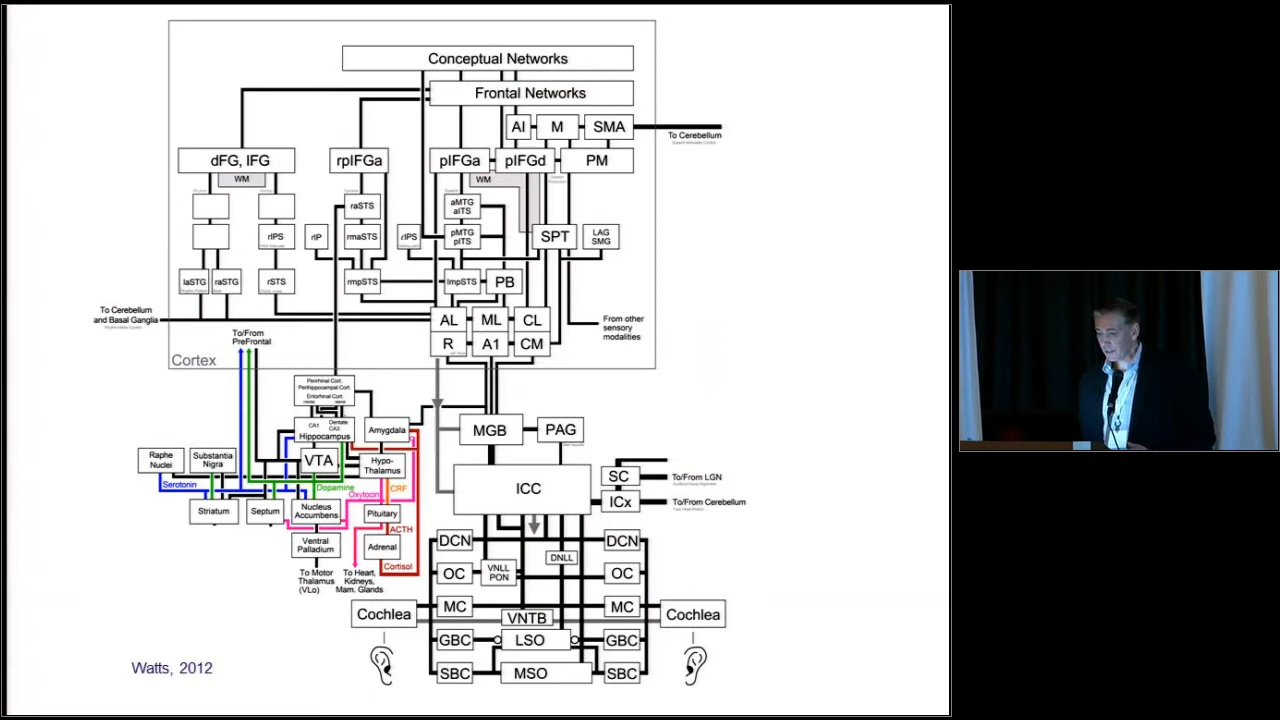 Conceptual Networks
Frontal Networks
AI
M
SMA
To Cerebellum
dFG, IFG
rpIFGa
pIFGa
pIFGd
PM
WM
WM
raSTS
aMTG
aITS
rIPS
rIP
rmaSTS
rIPS
pMTG
pITS
SPT
LAG
SMG
laSTG
raSTG
rSTS
rmpSTS
lmpSTS
PB
To Cerebellum
and Basal Ganglia
AL
ML
CL
From other
sensory
modalities
To/From
PreFrontal
R
A1
CM
Cortex
Perirhinal Cort.
Perihippocampal Cort.
Entorhinal Cort.
CA1
Dentate
CA3
Hippocampus
Amygdala
MGB
PAG
Raphe
Nuclei
Substantia
Nigra
VTA
Hypo-
Thalamus
Serotonin
Dopamine
Oxytocin
CRF
ICC
SC
To/From LGN
ICx
To/From Cerebellum
Striatum
Septum
Nucleus
Accumbens
Pituitary
ACTH
Ventral
Palladium
Adrenal
Cortisol
To Motor
Thalamus
(VLo)
To Heart,
Kidneys,
Mam. Glands
DCN
DCN
DNLL
OC
VNLL
PON
OC
MC
MC
Cochlea
VNTB
Cochlea
GBC
LSO
GBC
SBC
MSO
SBC
Watts, 2012